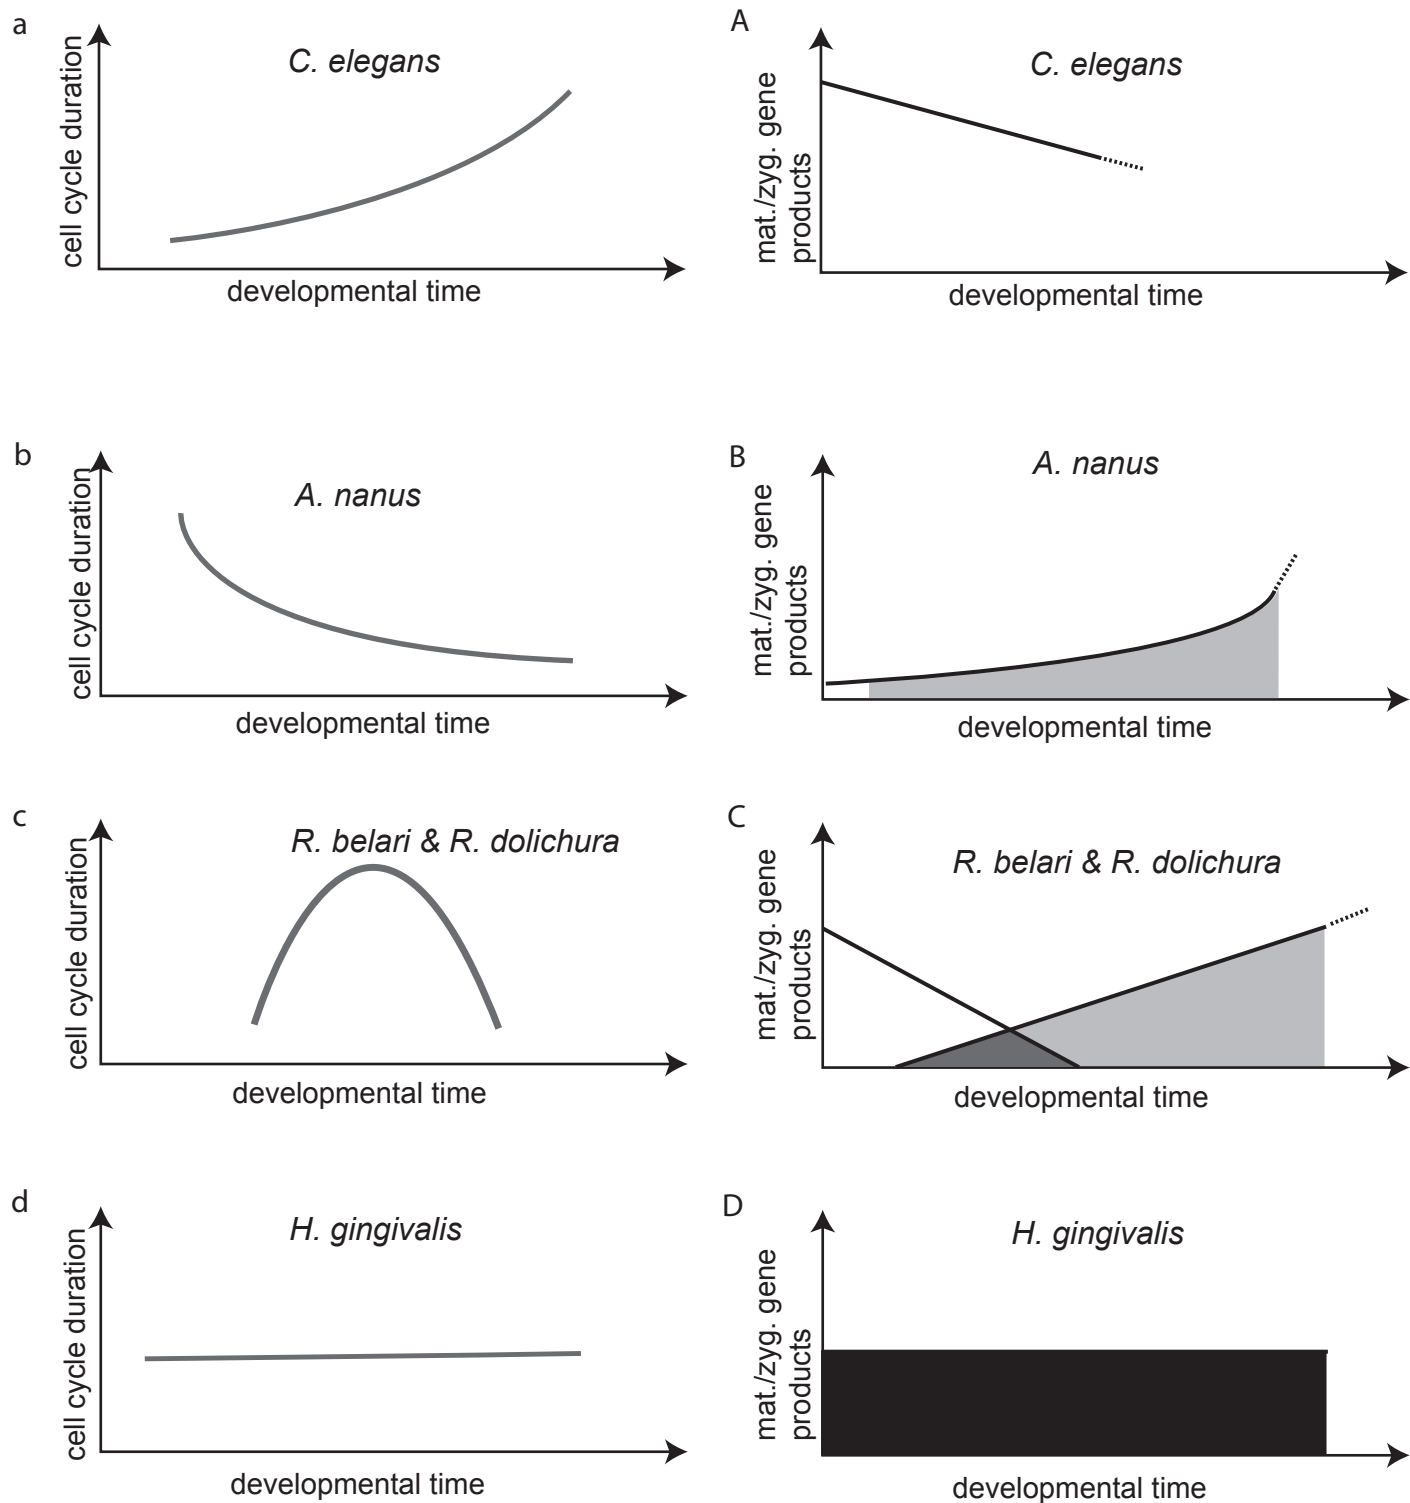 a
C. elegans
cell cycle duration
developmental time
A
C. elegans
mat./zyg. gene
products
developmental time
b
A. nanus
cell cycle duration
developmental time
B
A. nanus
mat./zyg. gene
products
developmental time
c
R. belari & R. dolichura
cell cycle duration
developmental time
C
R. belari & R. dolichura
mat./zyg. gene
products
developmental time
d
H. gingivalis
cell cycle duration
developmental time
D
H. gingivalis
mat./zyg. gene
products
developmental time